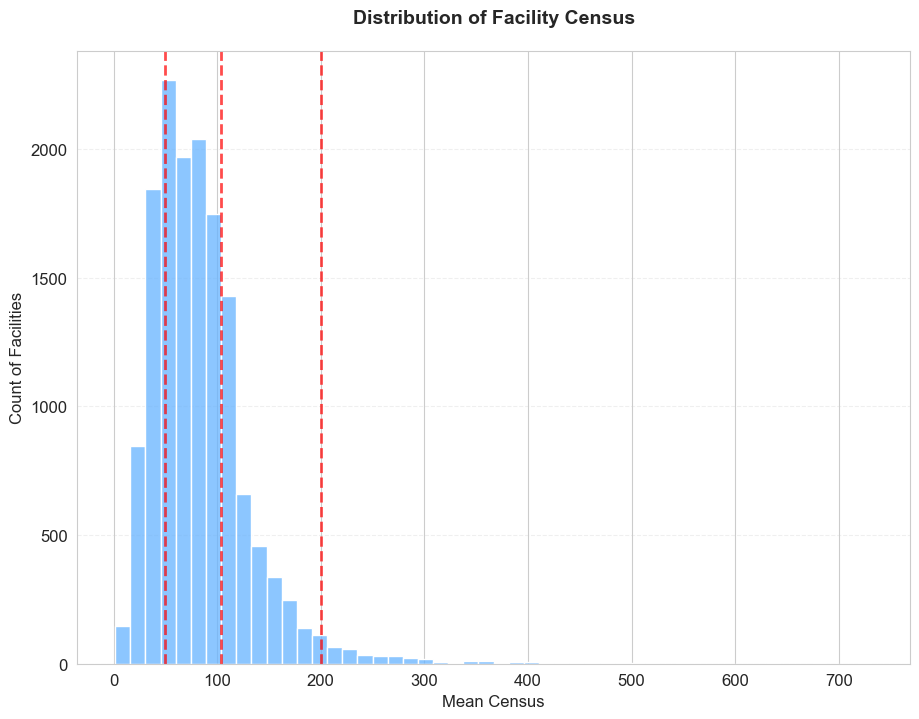 Distribution of Facility Census
Count of Facilities
2000
1500
1000
500
0
0 100 200 300 400 500 600 700
Mean Census